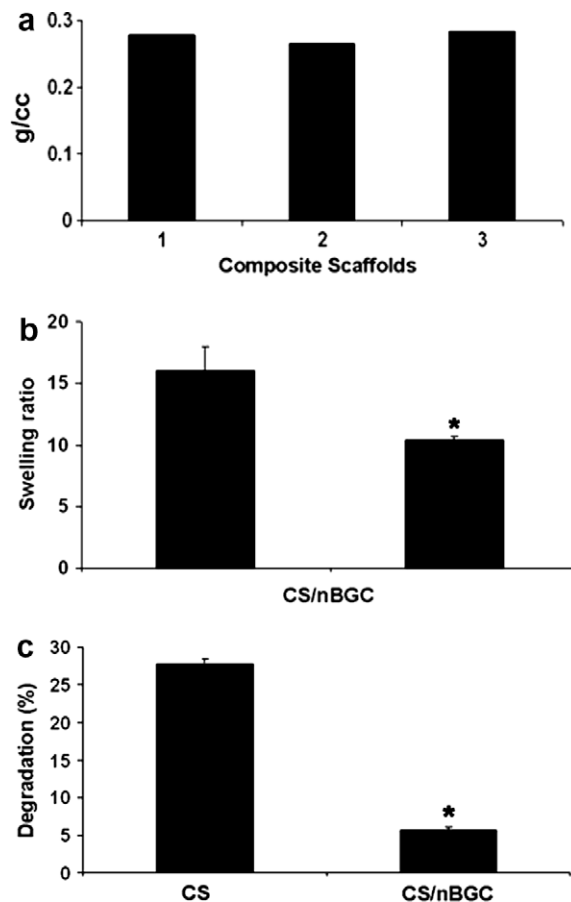 a
0.3
0.2
0.1
0
g/cc
1 2 3
Composite Scaffolds
b
20
15
10
5
0
Swelling ratio
*
CS/nBGC
c
30
25
20
15
10
5
0
Degradation (%)
*
CS CS/nBGC